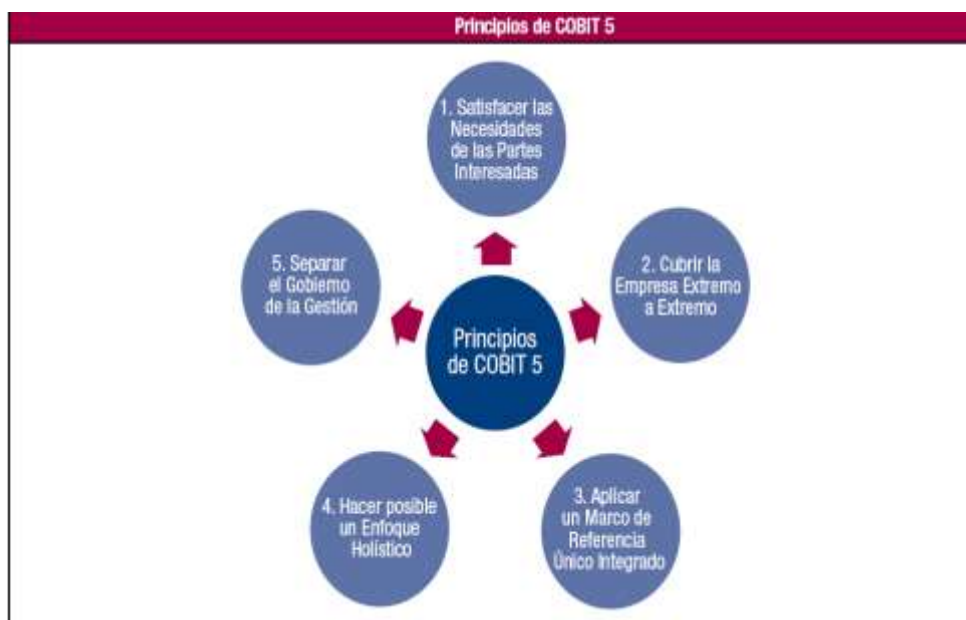 Principios de COBIT 5
1. Satisfacer las
Necesidades
de las Partes
Interesadas
2. Cubrir la
Empresa Extremo
a Extremo
3. Aplicar
un Marco de
Referencia
Único Integrado
4. Hacer posible
un Enfoque
Holístico
5. Separar
el Gobierno
de la Gestión
Principios
de COBIT 5